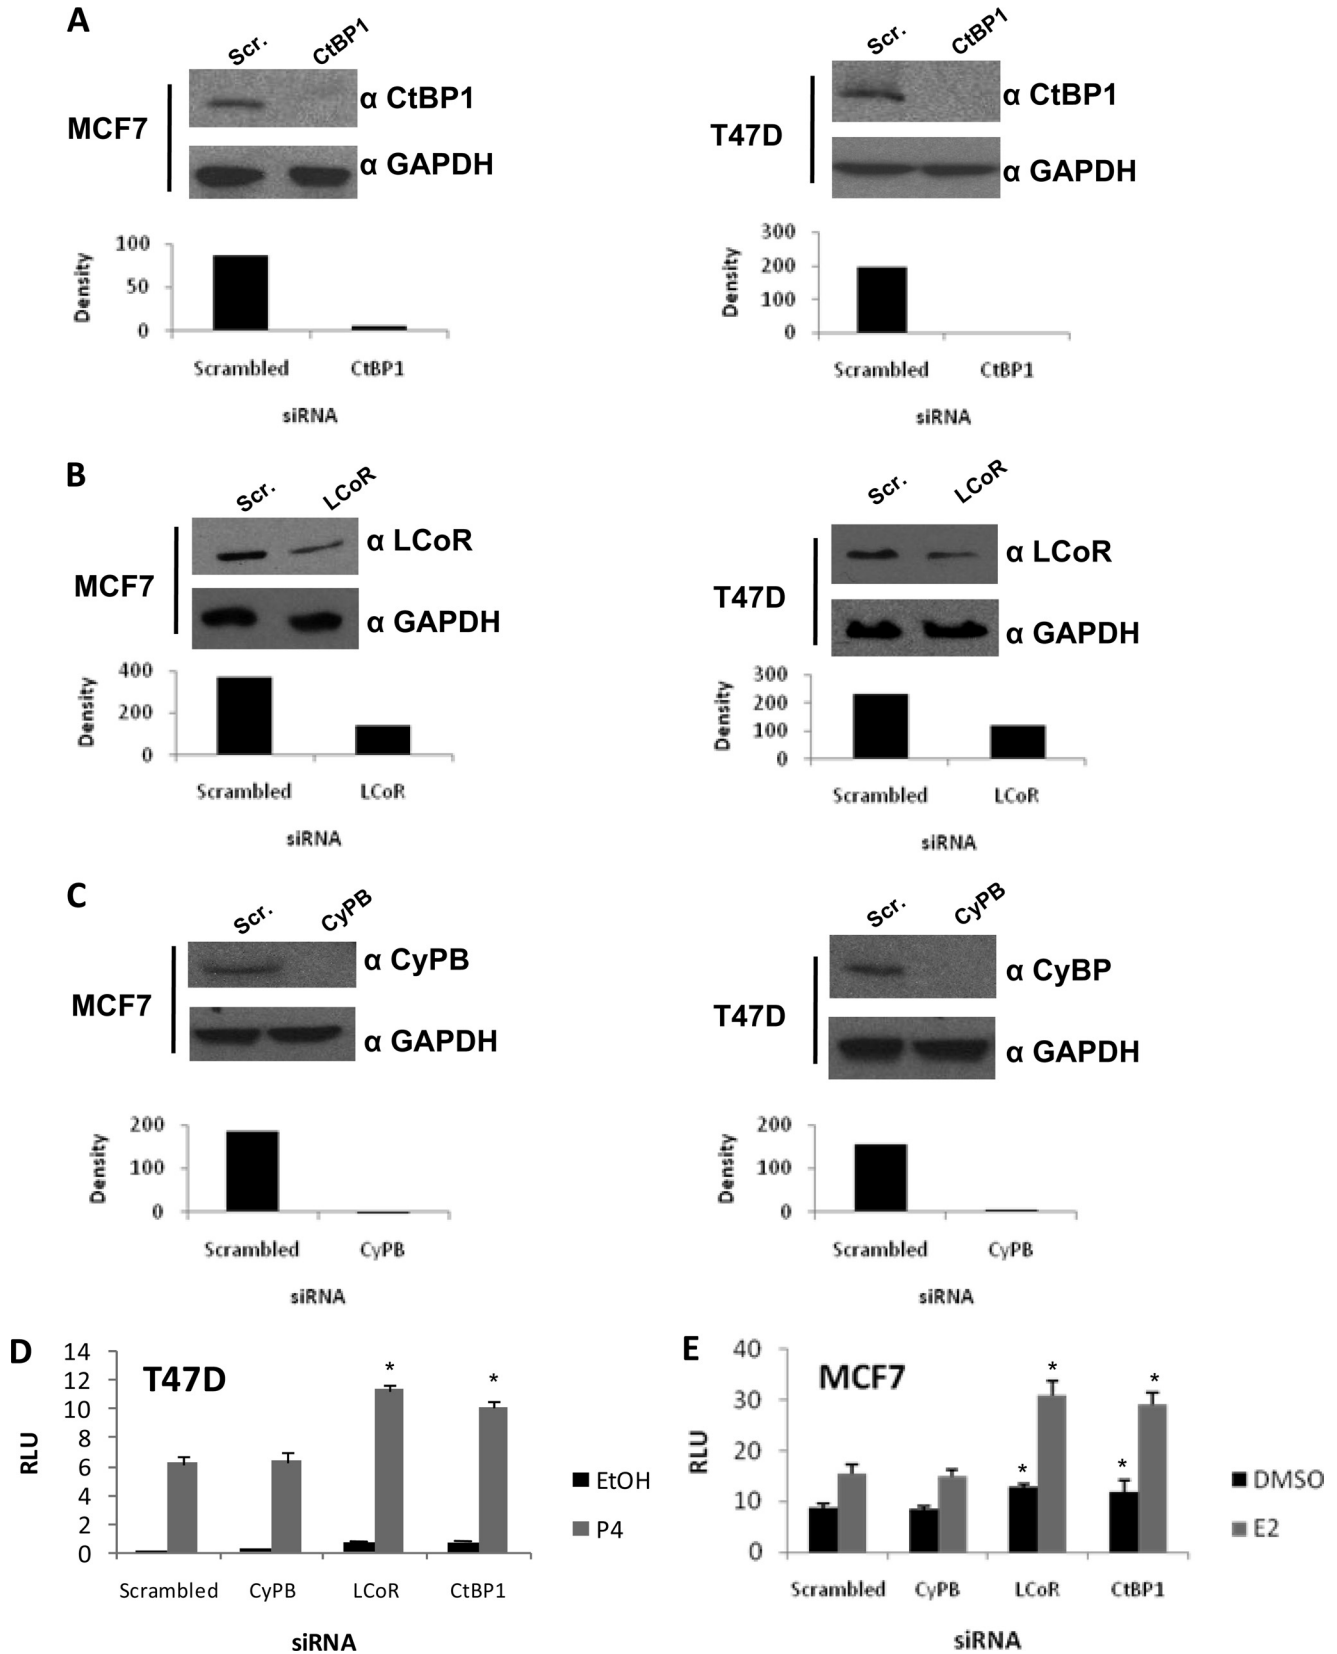 A
Scr. CtBP1
MCF7
α CtBP1
α GAPDH
Density
100
50
0
Scrambled CtBP1
siRNA
Scr. CtBP1
T47D
α CtBP1
α GAPDH
Density
300
200
100
0
Scrambled CtBP1
siRNA
B
Scr. LCoR
MCF7
α LCoR
α GAPDH
Density
400
200
0
Scrambled LCoR
siRNA
Scr. LCoR
T47D
α LCoR
α GAPDH
Density
300
200
100
0
Scrambled LCoR
siRNA
C
Scr. CyPB
MCF7
α CyPB
α GAPDH
Density
200
100
0
Scrambled CyPB
siRNA
Scr. CyPB
T47D
α CyBP
α GAPDH
Density
200
100
0
Scrambled CyPB
siRNA
D
T47D
RLU
14
12
10
8
6
4
2
0
* *
EtOH
P4
Scrambled CyPB LCoR CtBP1
siRNA
E
MCF7
RLU
40
30
20
10
0
* * * *
DMSO
E2
Scrambled CyPB LCoR CtBP1
siRNA